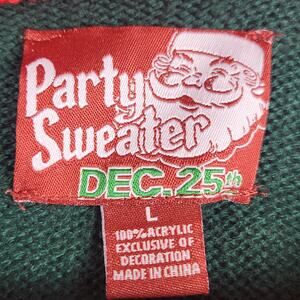 Party
Sweater
DEC. 25th
L
100% ACRYLIC
EXCLUSIVE OF
DECORATION
MADE IN CHINA